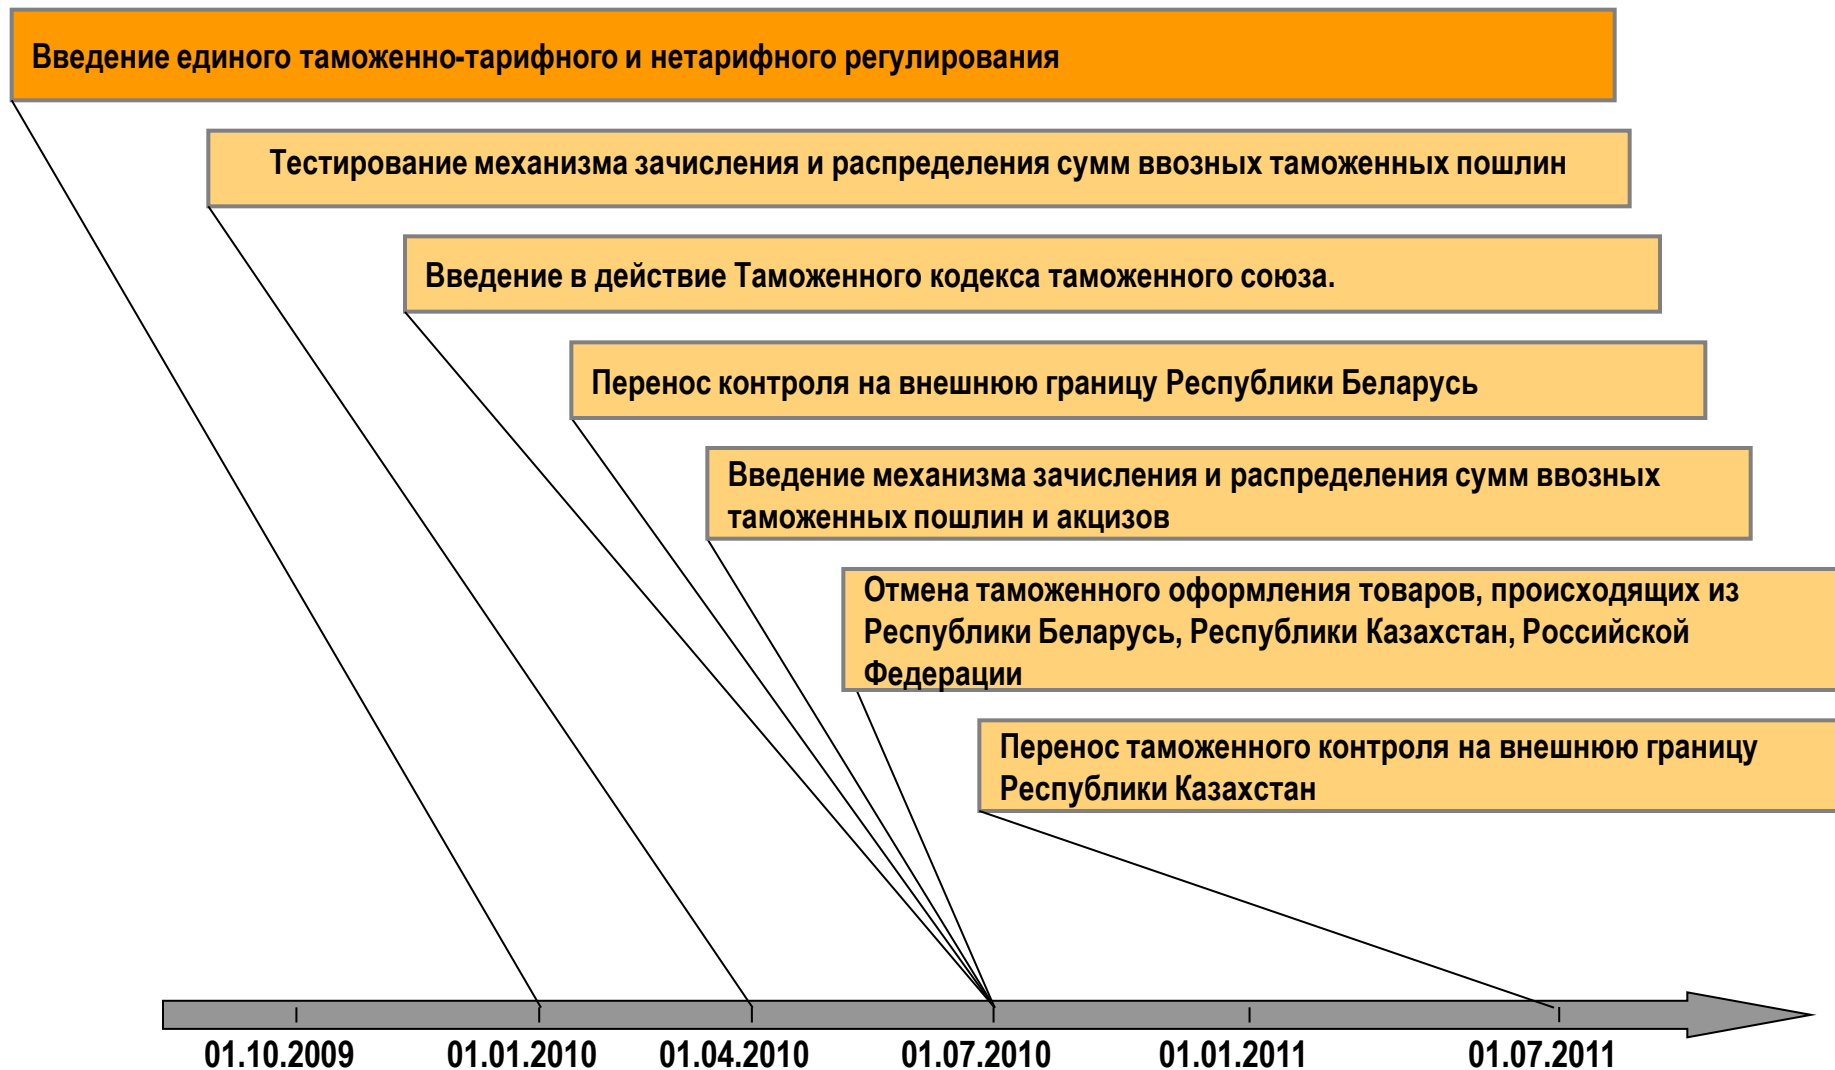 Введение единого таможенно-тарифного и нетарифного регулирования
Тестирование механизма зачисления и распределения сумм ввозных таможенных пошлин
Введение в действие Таможенного кодекса таможенного союза.
Перенос контроля на внешнюю границу Республики Беларусь
Введение механизма зачисления и распределения сумм ввозных
таможенных пошлин и акцизов
Отмена таможенного оформления товаров, происходящих из
Республики Беларусь, Республики Казахстан, Российской
Федерации
Перенос таможенного контроля на внешнюю границу
Республики Казахстан
01.10.2009 01.01.2010 01.04.2010 01.07.2010 01.01.2011 01.07.2011